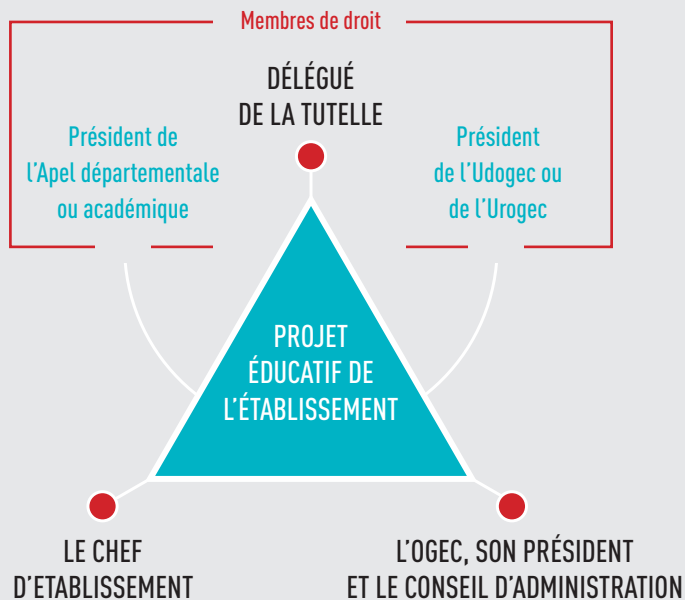 Membres de droit
DÉLÉGUÉ
DE LA TUTELLE
Président de
l'Apel départementale
ou académique
Président
de l'Udogec ou
de l'Urogec
PROJET
ÉDUCATIF DE
L'ÉTABLISSEMENT
LE CHEF
D'ETABLISSEMENT
L'OGEC, SON PRÉSIDENT
ET LE CONSEIL D'ADMINISTRATION